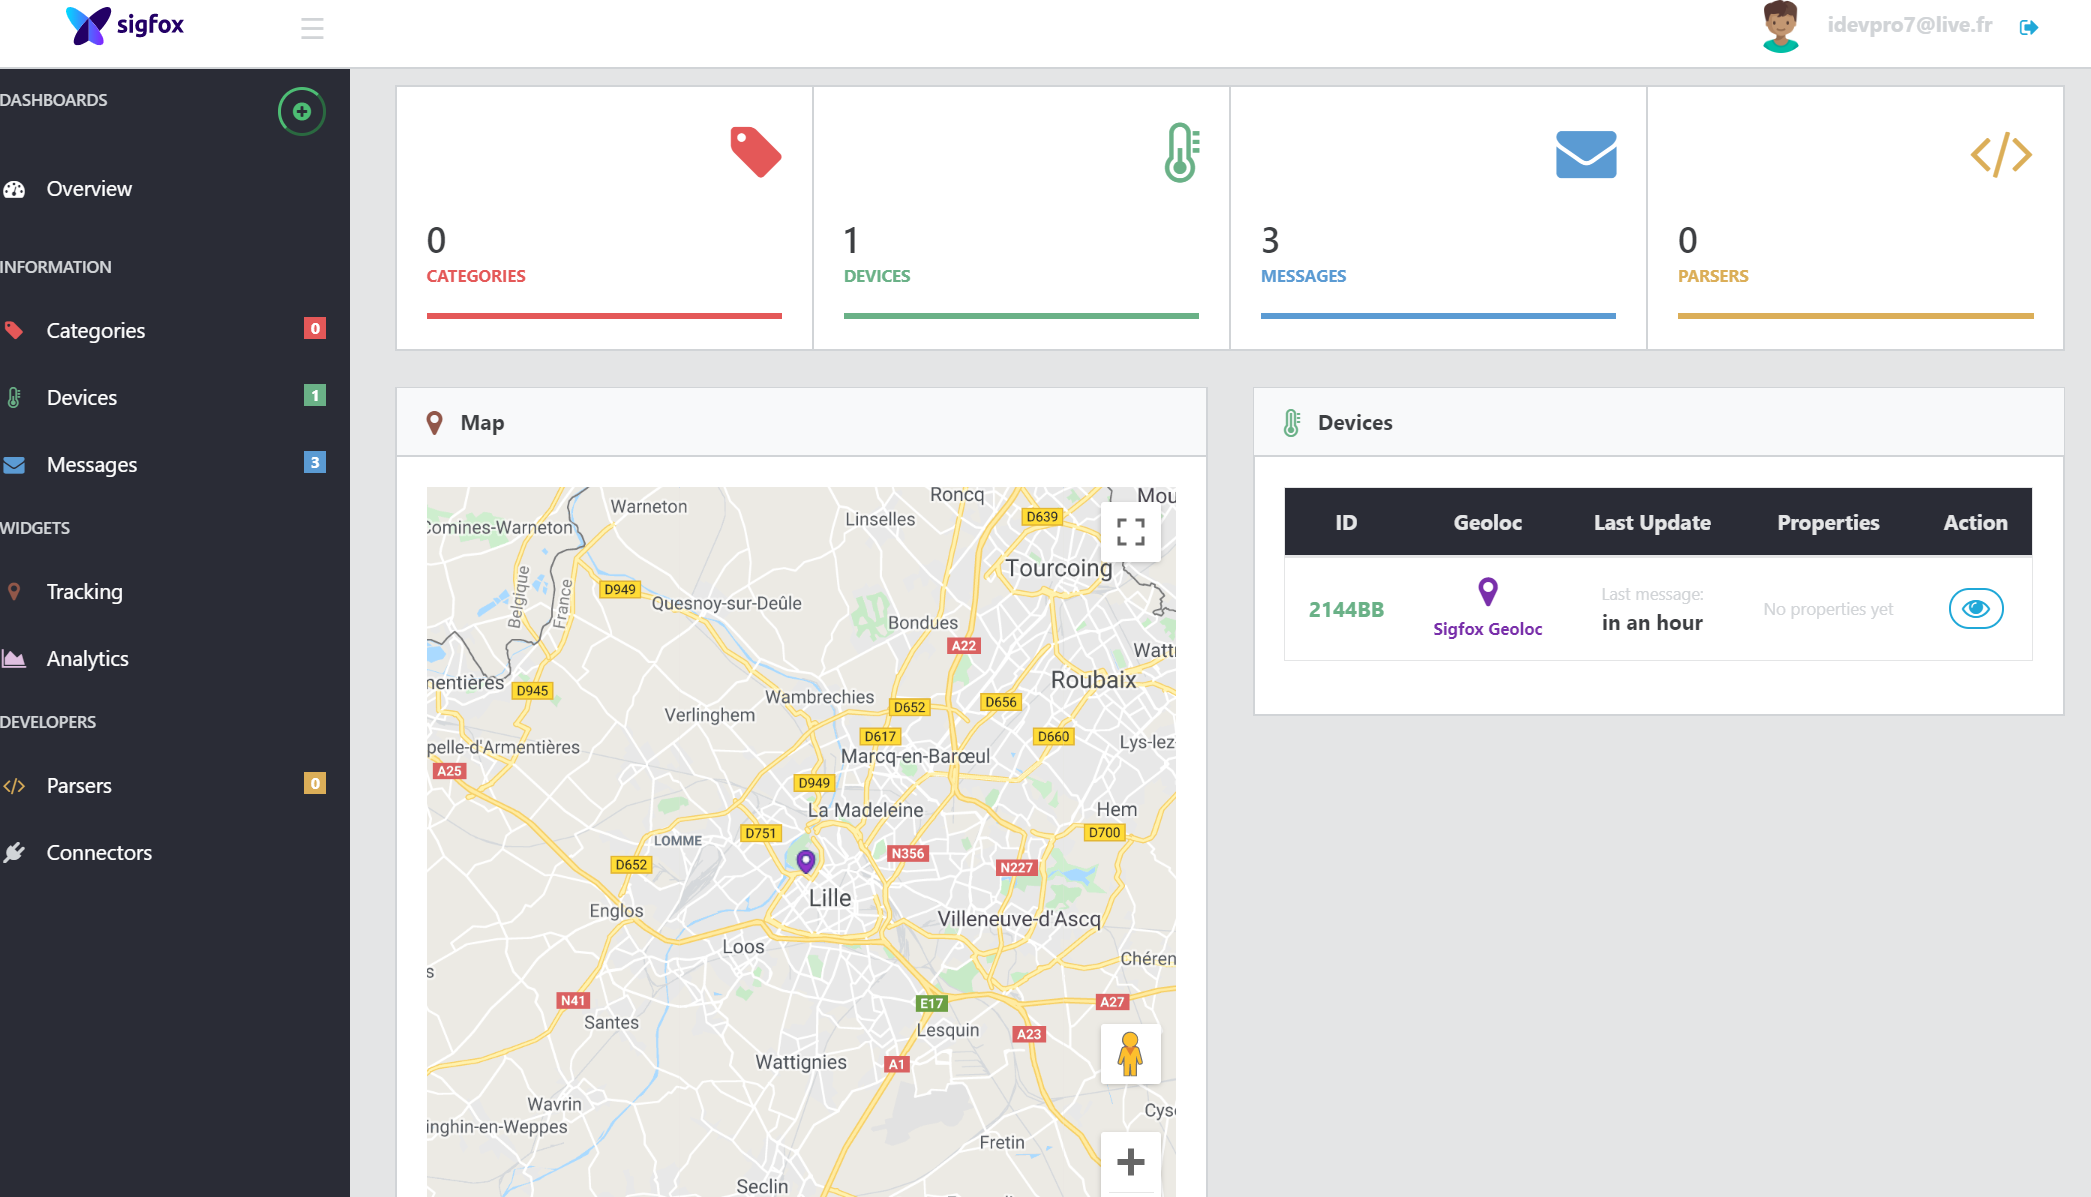 sigfox
idevpro7@live.fr
DASHBOARDS
Overview
INFORMATION
Categories 0
Devices 1
Messages 3
WIDGETS
Tracking
Analytics
DEVELOPERS
Parsers 0
Connectors
0
CATEGORIES
1
DEVICES
3
MESSAGES
0
PARSERS
Map
Warneton
Roncq
Mou
Linselles
D639
Comines-Warneton
Tourcoing
Belgique
France
D949
Quesnoy-sur-Deûle
Bondues
A22
Wattr
mentières
D945
Roubaix
Wambrechies
D652
D656
Verlinghem
D617
D660
Lys-lez
pelle-d'Armentières
Marcq-en-Barœul
A25
D949
La Madeleine
Hem
D751
D700
LOMME
N356
D652
N227
Lille
Englos
Villeneuve-d'Ascq
Loos
Chéren
s
N41
E17
A27
Santes
Lesquin
A23
Wattignies
A1
Wavrin
Cys
inghin-en-Weppes
Fretin
Seclin
Devices
ID Geoloc Last Update Properties Action
2144BB
Sigfox Geoloc
Last message:
in an hour
No properties yet